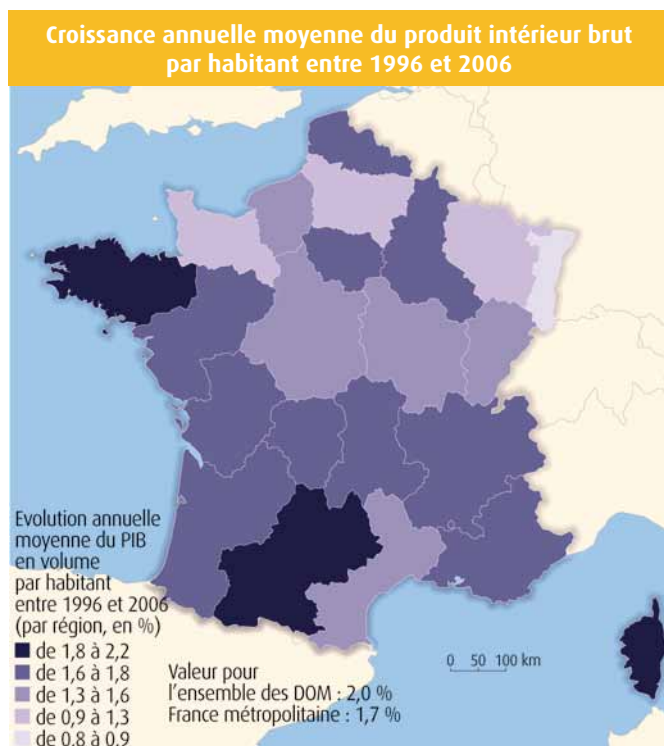 Croissance annuelle moyenne du produit intérieur brut
par habitant entre 1996 et 2006
Evolution annuelle
moyenne du PIB
en volume
par habitant
entre 1996 et 2006
(par région, en %)
de 1,8 à 2,2
de 1,6 à 1,8
de 1,3 à 1,6
de 0,9 à 1,3
de 0,8 à 0,9
Valeur pour
l'ensemble des DOM : 2,0 %
France métropolitaine : 1,7 %
0 50 100 km